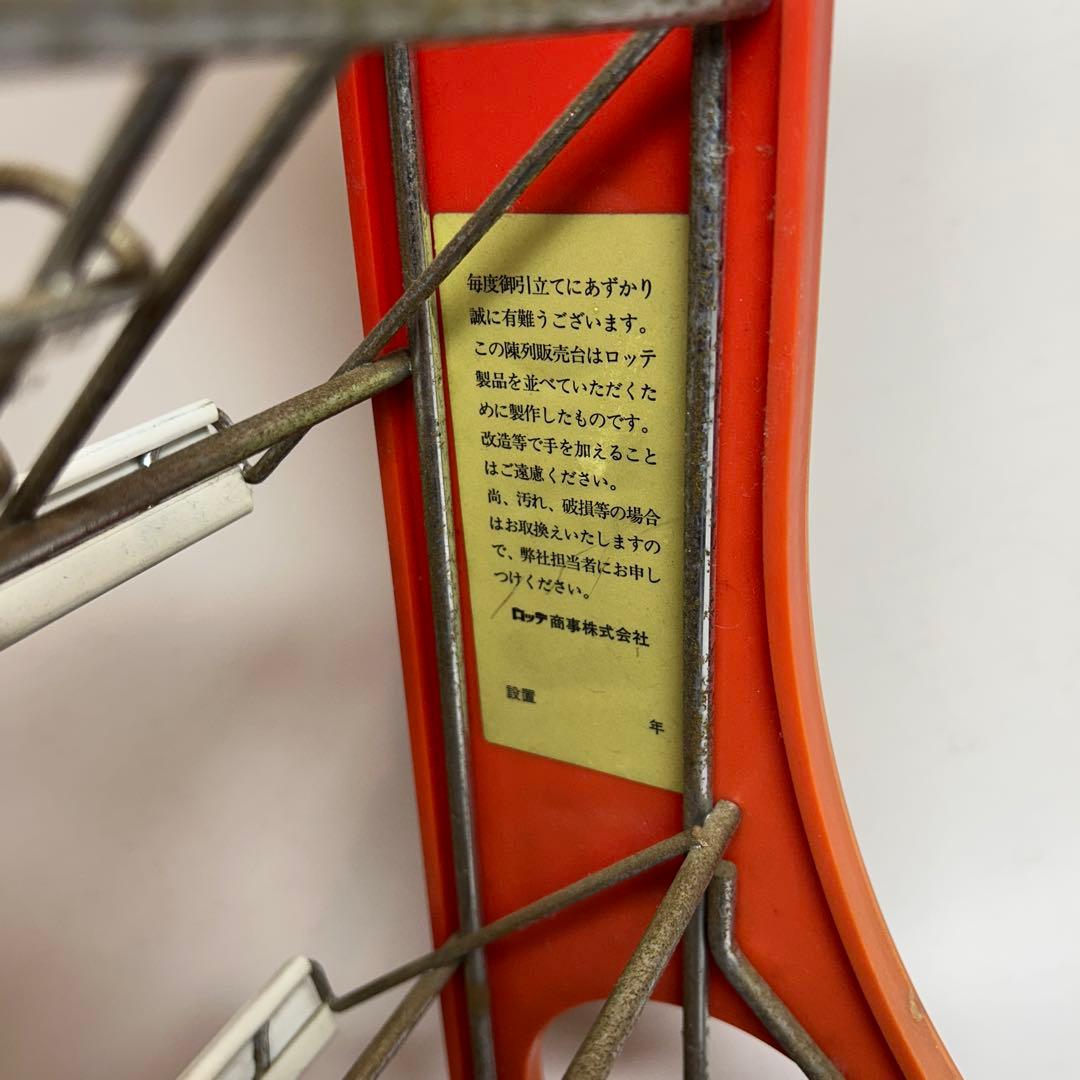 毎度御引立てにあずかり
誠に有難うございます。
この陳列販売台はロッテ
製品を並べていただくた
めに製作したものです。
改造等で手を加えること
はご遠慮ください。
尚、汚れ、破損等の場合
はお取換えいたしますの
で、弊社担当者にお申し
つけください。
ロッテ商事株式会社
設置
年